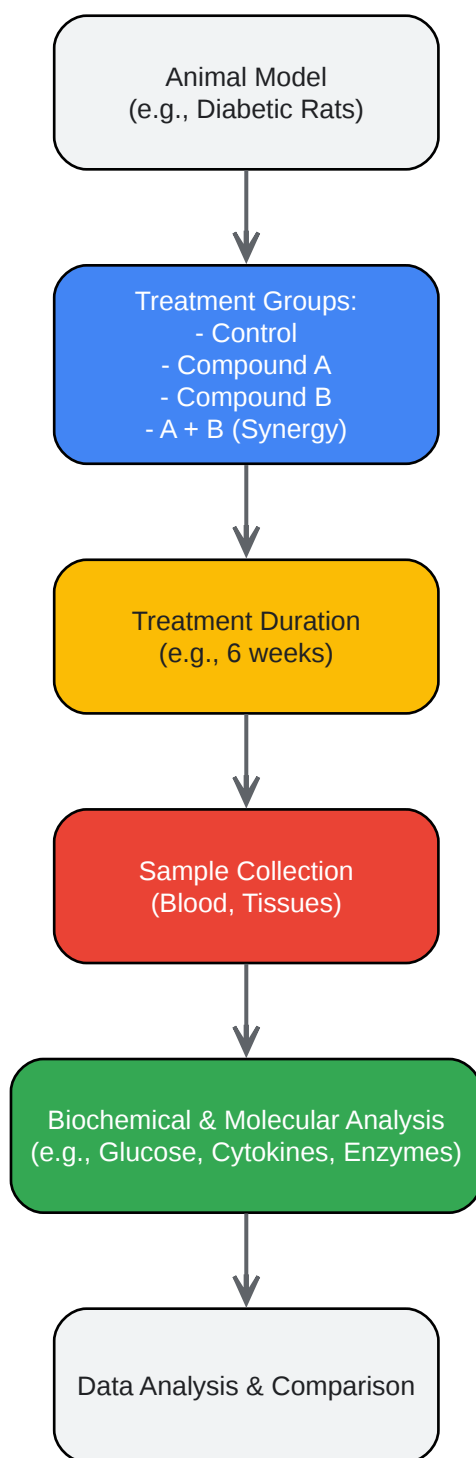 Animal Model
(e.g., Diabetic Rats)
Treatment Groups:
- Control
- Compound A
- Compound B
- A + B (Synergy)
Treatment Duration
(e.g., 6 weeks)
Sample Collection
(Blood, Tissues)
Biochemical & Molecular Analysis
(e.g., Glucose, Cytokines, Enzymes)
Data Analysis & Comparison